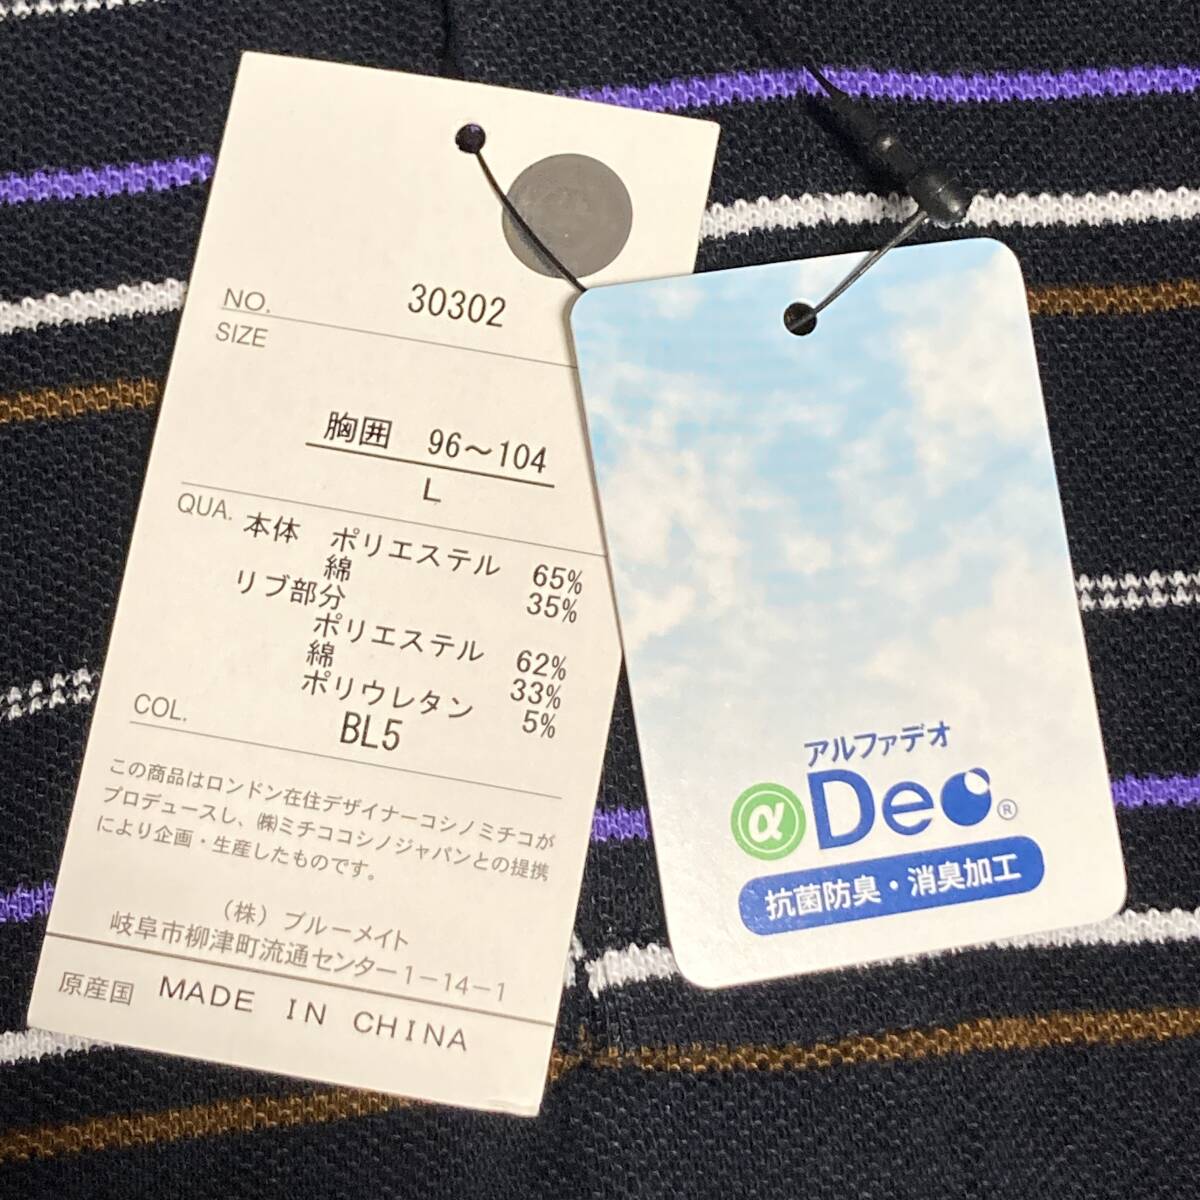 NO. 30302
SIZE
胸囲 96～104
L
QUA. 本体 ポリエステル 65%
綿 35%
リブ部分
ポリエステル 62%
綿 33%
ポリウレタン 5%
COL. BL5
この商品はロンドン在住デザイナーコシノミチコが
プロデュースし、㈱ミチココシノジャパンとの提携
により企画・生産したものです。
（株）ブルーメイト
岐阜市柳津町流通センター1-14-1
原産国 MADE IN CHINA
アルファデオ
α Deo ®
抗菌防臭・消臭加工